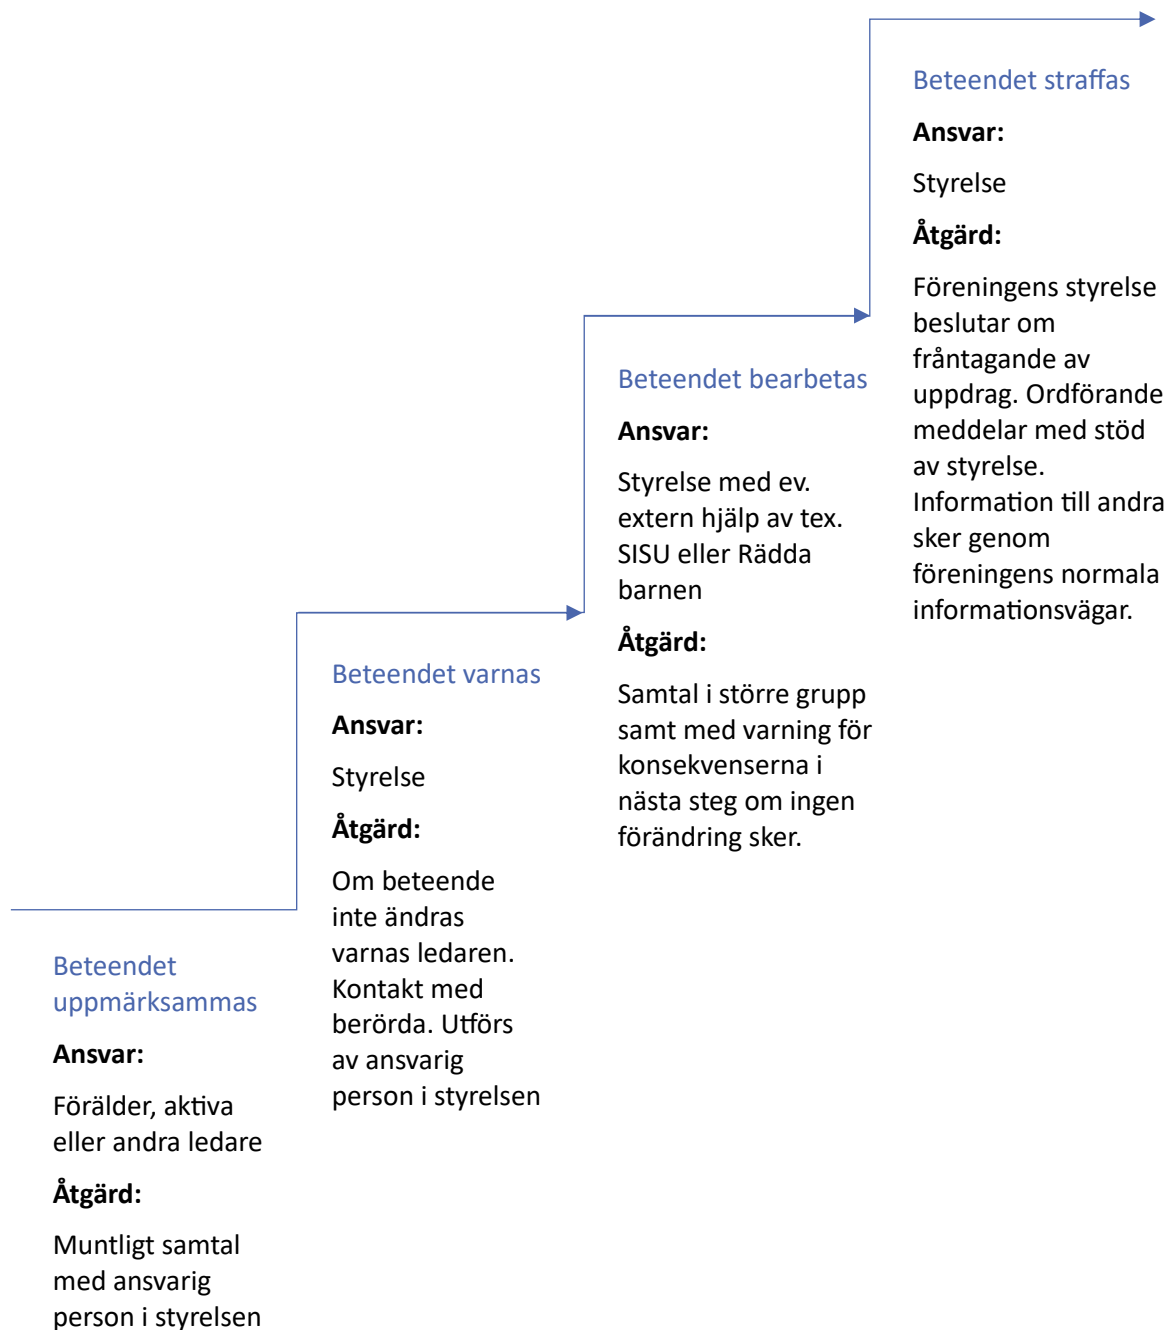 Beteendet
uppmärksammas
Ansvar:
Förälder, aktiva
eller andra ledare
Åtgärd:
Muntligt samtal
med ansvarig
person i styrelsen
Beteendet varnas
Ansvar:
Styrelse
Åtgärd:
Om beteende
inte ändras
varnas ledaren.
Kontakt med
berörda. Utförs
av ansvarig
person i styrelsen
Beteendet bearbetas
Ansvar:
Styrelse med ev.
extern hjälp av tex.
SISU eller Rädda
barnen
Åtgärd:
Samtal i större grupp
samt med varning för
konsekvenserna i
nästa steg om ingen
förändring sker.
Beteendet straffas
Ansvar:
Styrelse
Åtgärd:
Föreningens styrelse
beslutar om
fråntagande av
uppdrag. Ordförande
meddelar med stöd
av styrelse.
Information till andra
sker genom
föreningens normala
informationsvägar.